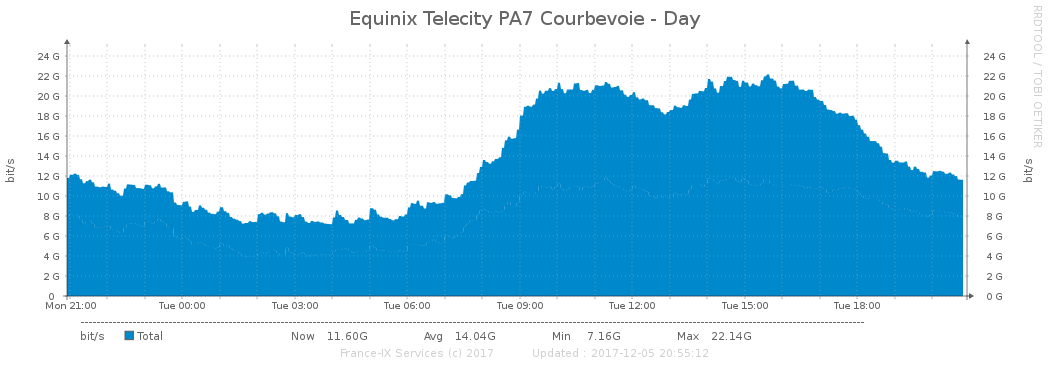 Equinix Telecity PA7 Courbevoie - Day
RRDTOOL / TOBI OETIKER
bit/s
24 G 24 G
22 G 22 G
20 G 20 G
18 G 18 G
16 G 16 G
14 G 14 G
12 G 12 G
10 G 10 G
8 G 8 G
6 G 6 G
4 G 4 G
2 G 2 G
0 0 G
bit/s
Mon 21:00 Tue 00:00 Tue 03:00 Tue 06:00 Tue 09:00 Tue 12:00 Tue 15:00 Tue 18:00
bit/s Total Now 11.60G Avg 14.04G Min 7.16G Max 22.14G
France-IX Services (c) 2017 Updated : 2017-12-05 20:55:12